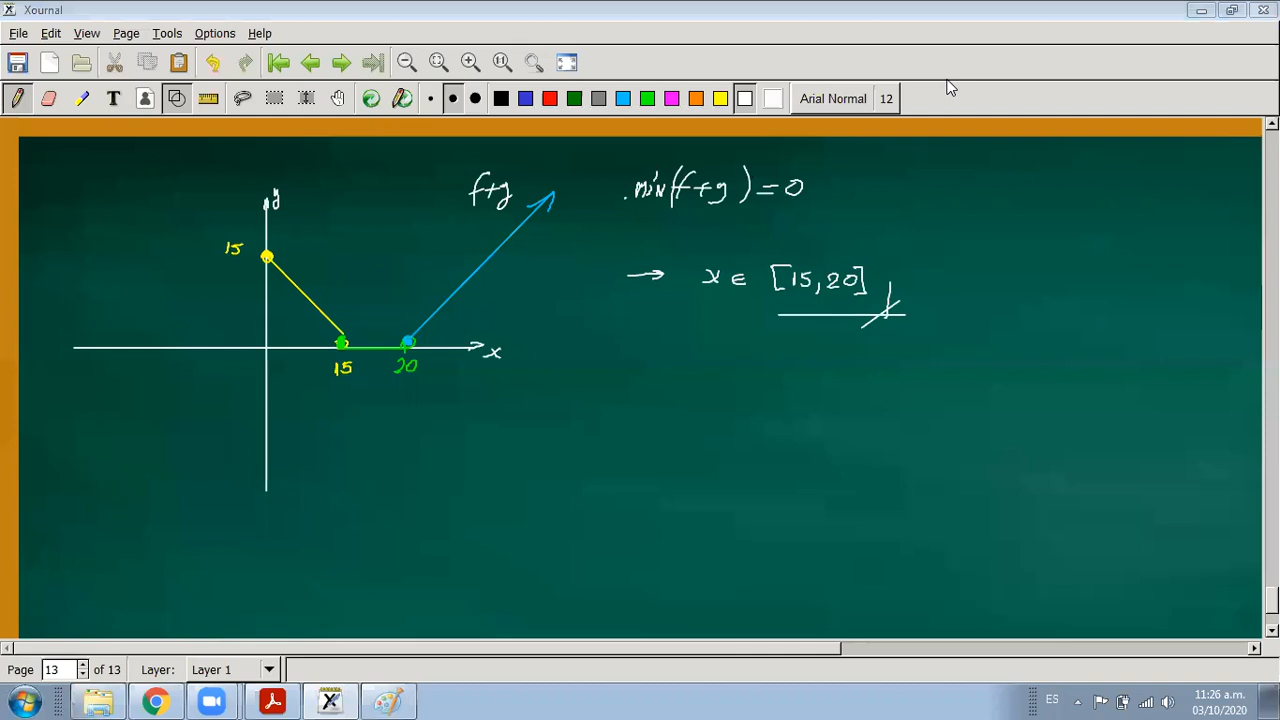 Xournal
File Edit View Page Tools Options Help
Arial Normal 12
y
f+g
min(f+g) = 0
15
→ x ∈ [15,20]
x
15
20
Page 13 of 13 Layer: Layer 1
ES
11:26 a.m.
03/10/2020